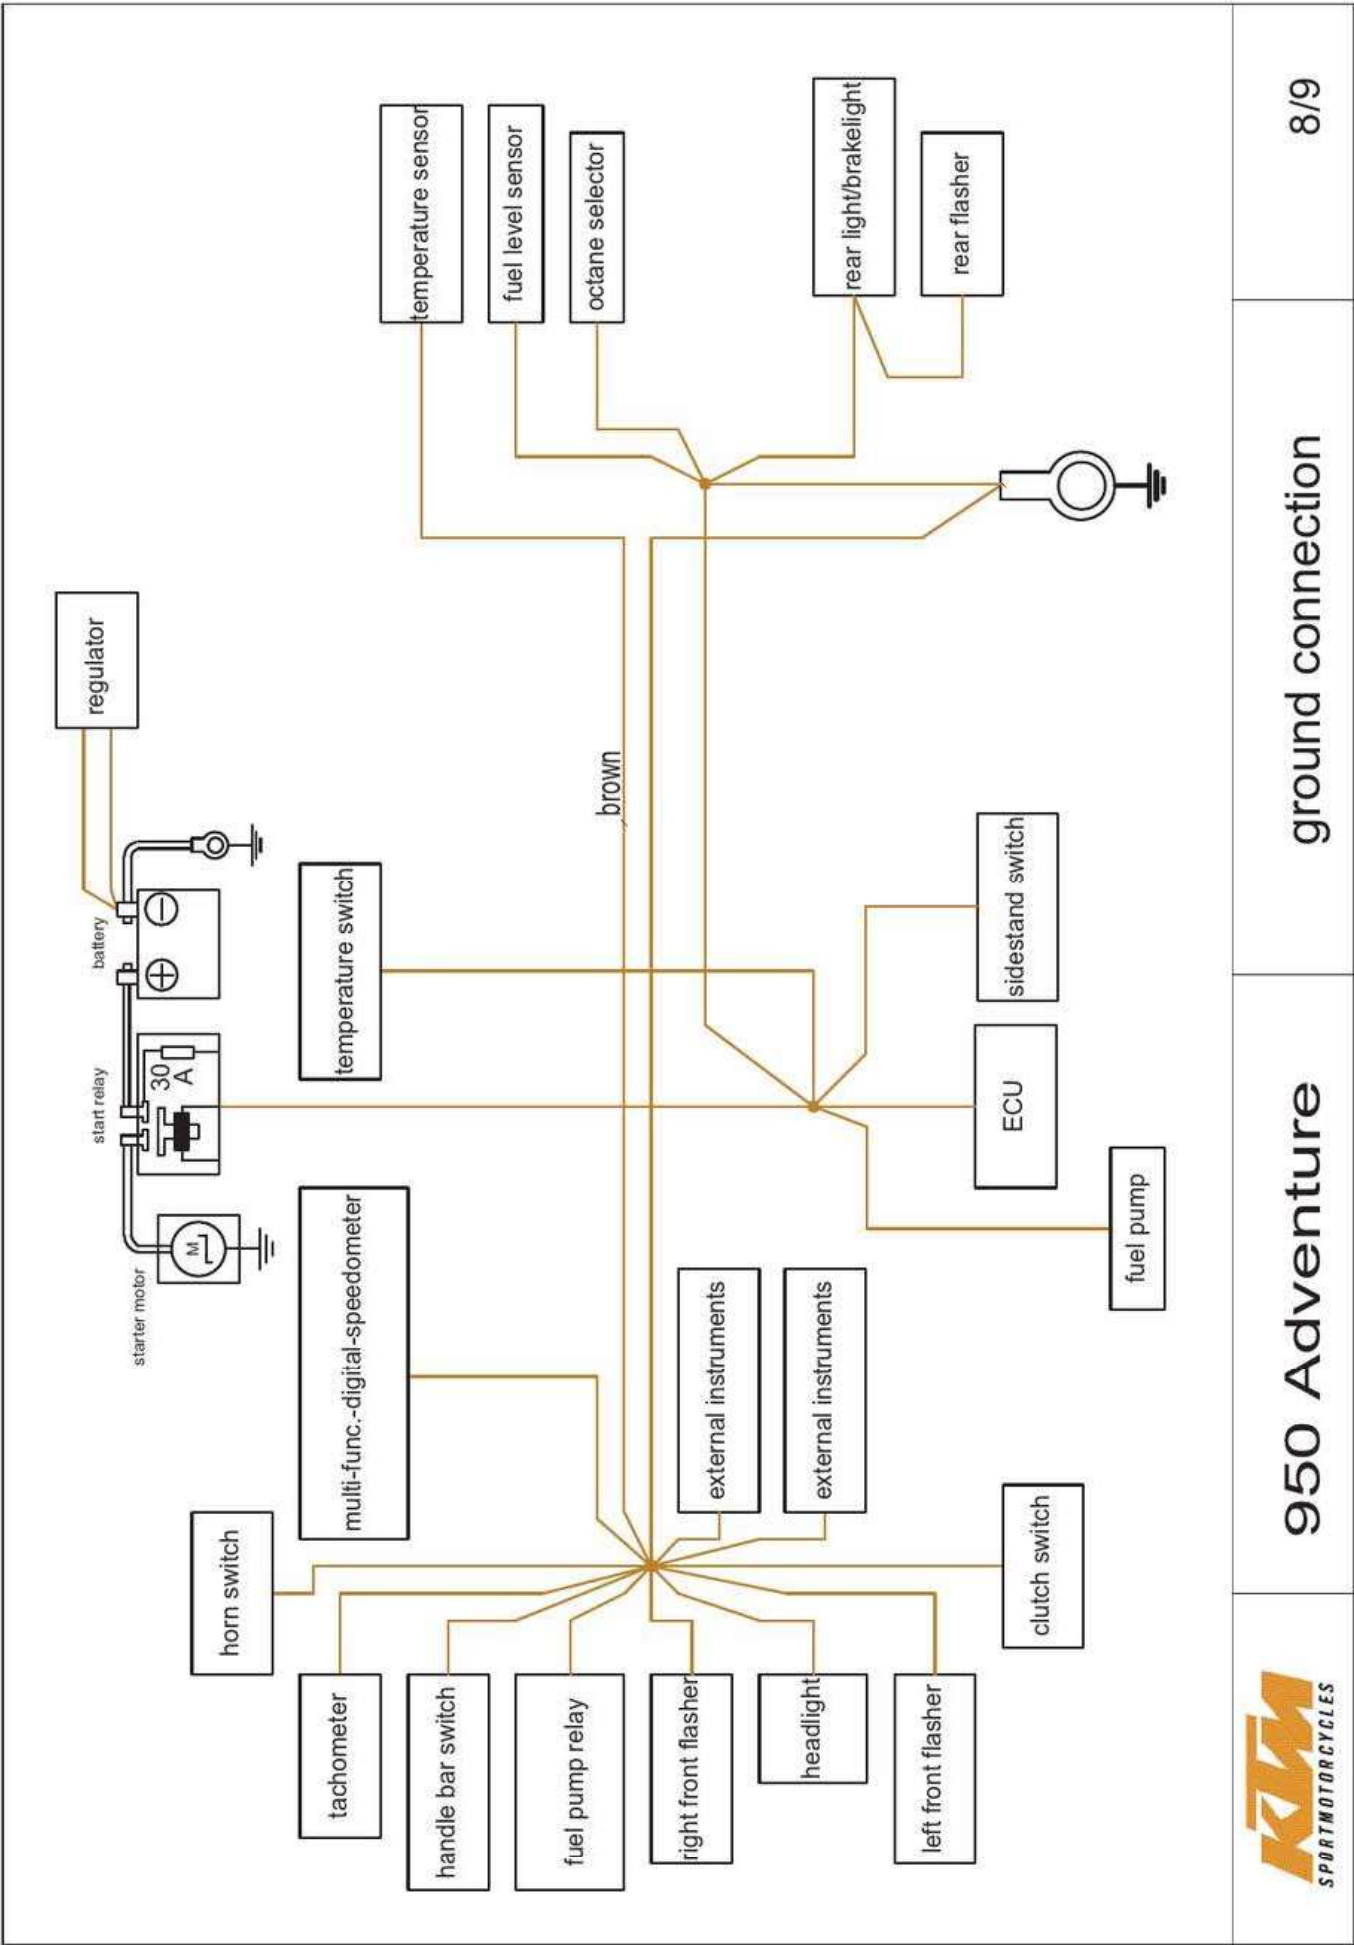 regulator
battery
start relay
starter motor
30
A
M
temperature sensor
fuel level sensor
octane selector
rear light/brakelight
rear flasher
brown
temperature switch
sidestand switch
ECU
fuel pump
multi-func.-digital-speedometer
external instruments
external instruments
clutch switch
horn switch
tachometer
handle bar switch
fuel pump relay
right front flasher
headlight
left front flasher
KTM
SPORTMOTORCYCLES
950 Adventure
ground connection
8/9